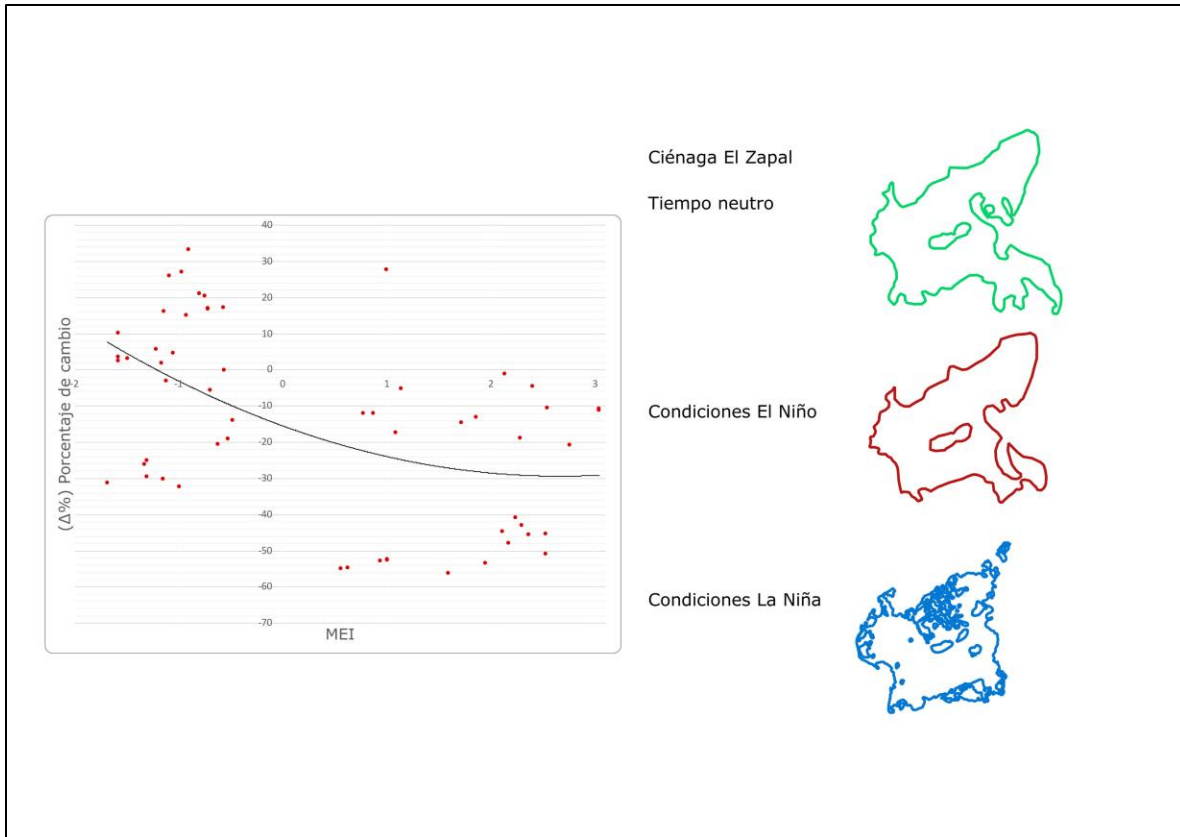 Ciénaga El Zapal
Tiempo neutro
Condiciones El Niño
Condiciones La Niña
(Δ%) Porcentaje de cambio
40
30
20
10
0
-2 -1 0 1 2 3
-10
-20
-30
-40
-50
-60
-70
MEI